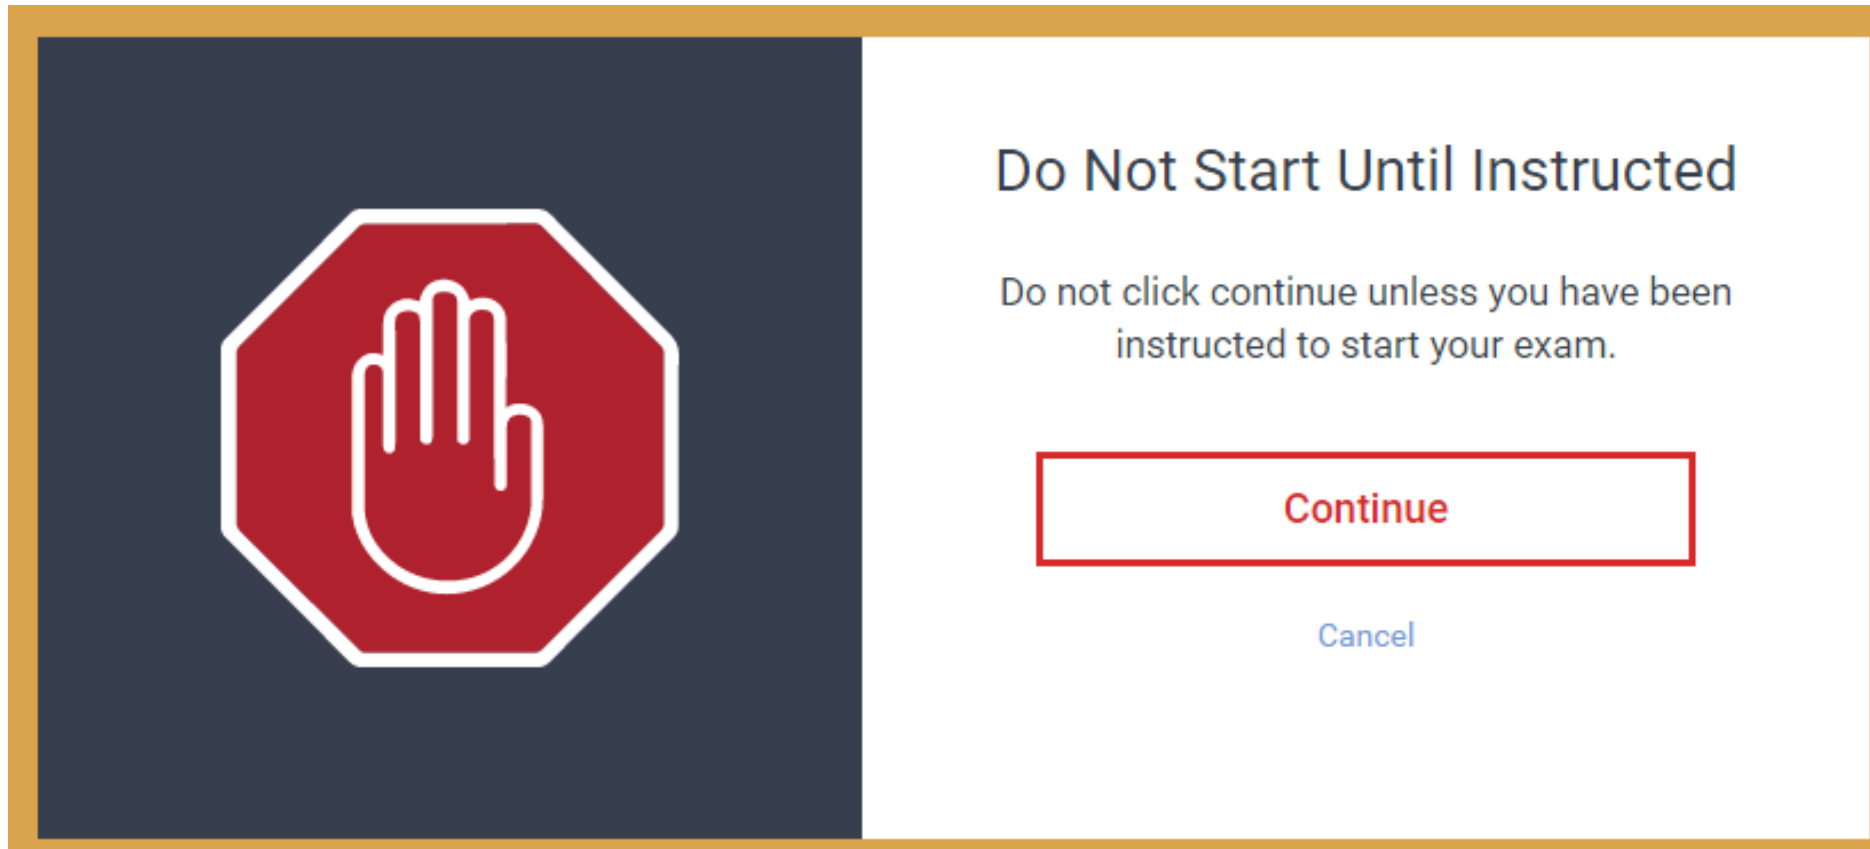 Do Not Start Until Instructed
Do not click continue unless you have been
instructed to start your exam.
Continue
Cancel